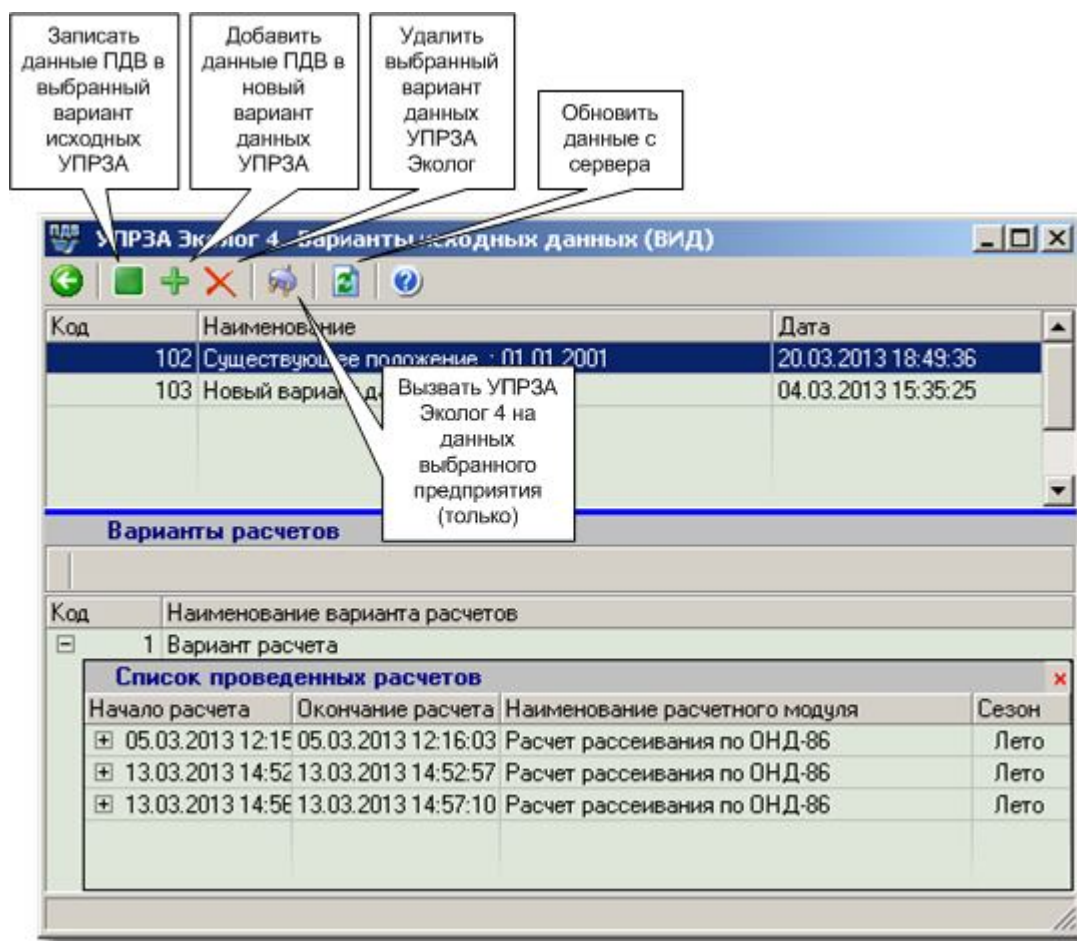 Записать
данные ПДВ в
выбранный
вариант
исходных
УПРЗА
Добавить
данные ПДВ в
новый
вариант
данных
УПРЗА
Удалить
выбранный
вариант
данных
УПРЗА
Эколог
Обновить
данные с
сервера
УПРЗА Эколог 4 Варианты исходных данных (ВИД)
Код Наименование Дата
102 Существующее положение : 01.01.2001 20.03.2013 18:49:36
103 Новый вариант 04.03.2013 15:35:25
Вызвать УПРЗА
Эколог 4 на
данных
выбранного
предприятия
(только)
Варианты расчетов
Код Наименование варианта расчетов
1 Вариант расчета
Список проведенных расчетов
Начало расчета Окончание расчета Наименование расчетного модуля Сезон
05.03.2013 12:15 05.03.2013 12:16:03 Расчет рассеивания по ОНД-86 Лето
13.03.2013 14:52 13.03.2013 14:52:57 Расчет рассеивания по ОНД-86 Лето
13.03.2013 14:56 13.03.2013 14:57:10 Расчет рассеивания по ОНД-86 Лето